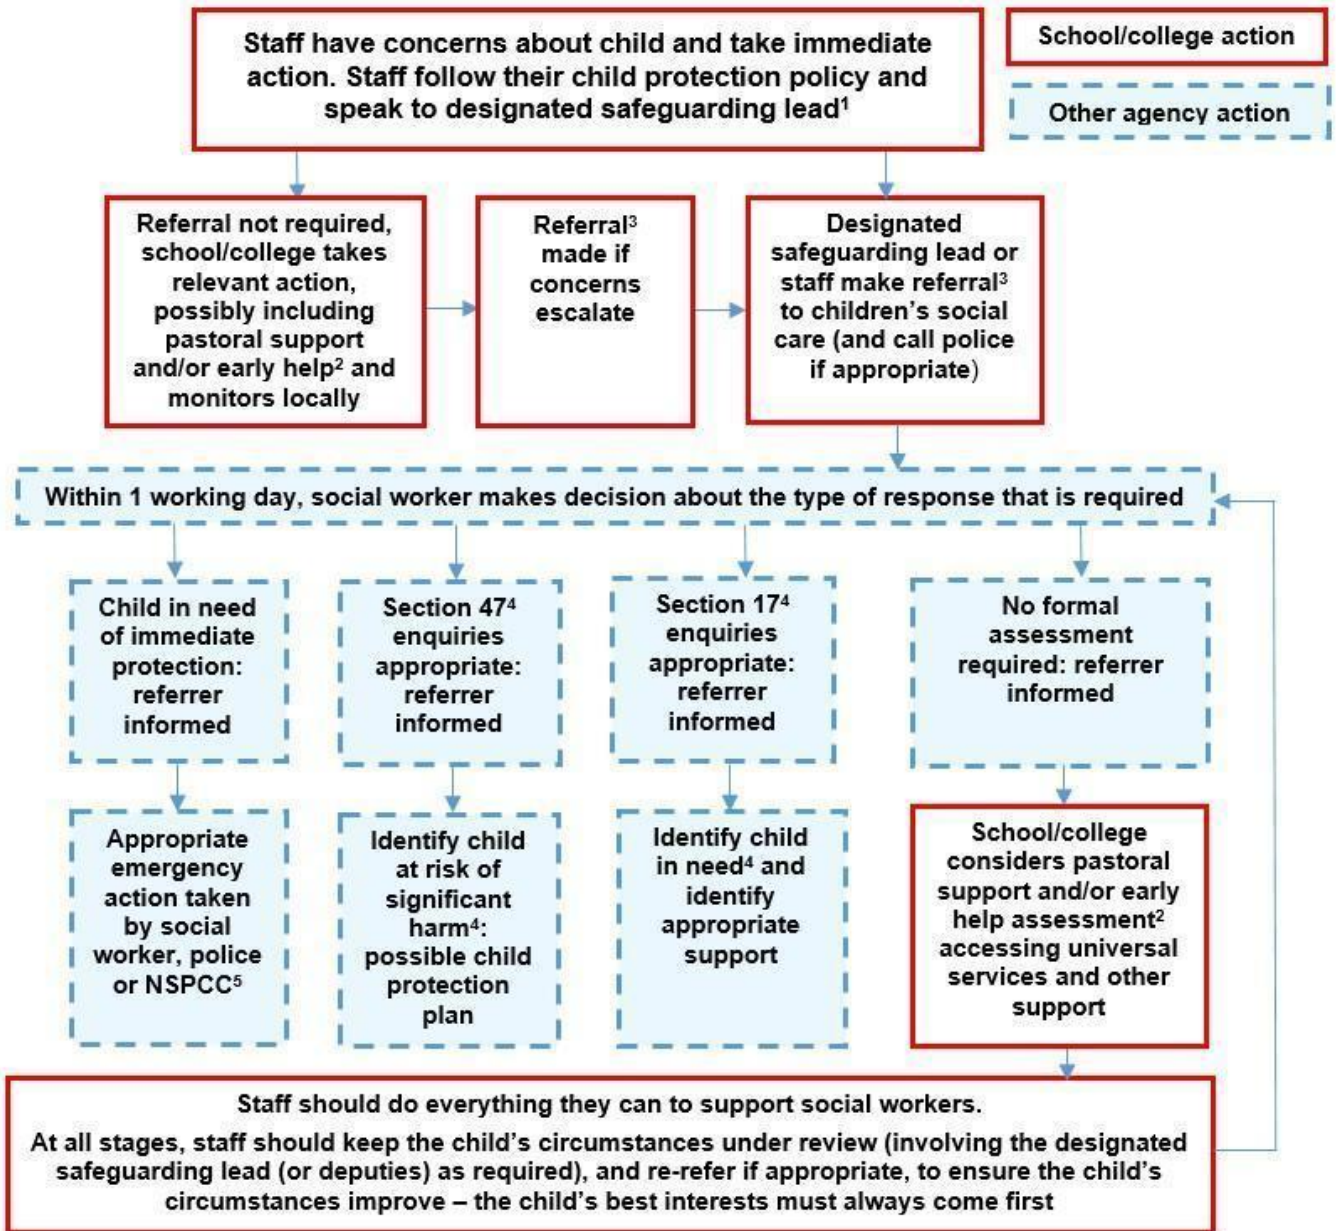 Staff have concerns about child and take immediate
action. Staff follow their child protection policy and
speak to designated safeguarding lead¹
School/college action
Other agency action
Referral not required,
school/college takes
relevant action,
possibly including
pastoral support
and/or early help² and
monitors locally
Referral³
made if
concerns
escalate
Designated
safeguarding lead or
staff make referral³
to children’s social
care (and call police
if appropriate)
Within 1 working day, social worker makes decision about the type of response that is required
Child in need
of immediate
protection:
referrer
informed
Section 47⁴
enquiries
appropriate:
referrer
informed
Section 17⁴
enquiries
appropriate:
referrer
informed
No formal
assessment
required: referrer
informed
Appropriate
emergency
action taken
by social
worker, police
or NSPCC⁵
Identify child
at risk of
significant
harm⁴:
possible child
protection
plan
Identify child
in need⁴ and
identify
appropriate
support
School/college
considers pastoral
support and/or early
help assessment²
accessing universal
services and other
support
Staff should do everything they can to support social workers.
At all stages, staff should keep the child’s circumstances under review (involving the designated
safeguarding lead (or deputies) as required), and re-refer if appropriate, to ensure the child’s
circumstances improve – the child’s best interests must always come first